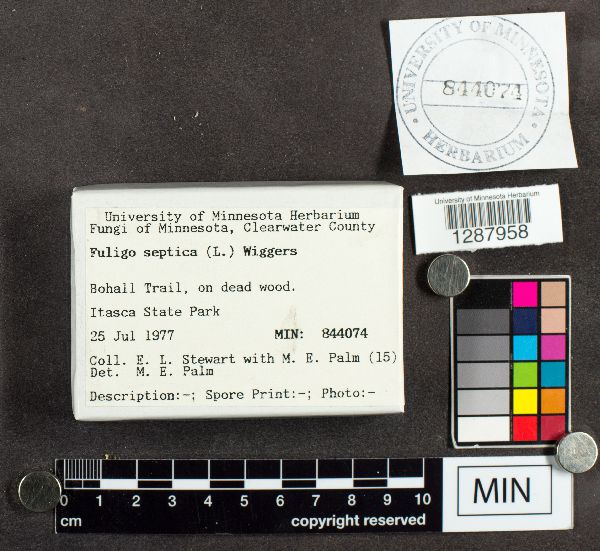 UNIVERSITY OF MINNESOTA
844074
HERBARIUM
University of Minnesota Herbarium
1287958
University of Minnesota Herbarium
Fungi of Minnesota, Clearwater County
Fuligo septica (L.) Wiggers
Bohall Trail, on dead wood.
Itasca State Park
25 Jul 1977 MIN: 844074
Coll. E. L. Stewart with M. E. Palm (15)
Det. M. E. Palm
Description:-; Spore Print:-; Photo:-
0 1 2 3 4 5 6 7 8 9 10
cm copyright reserved
MIN